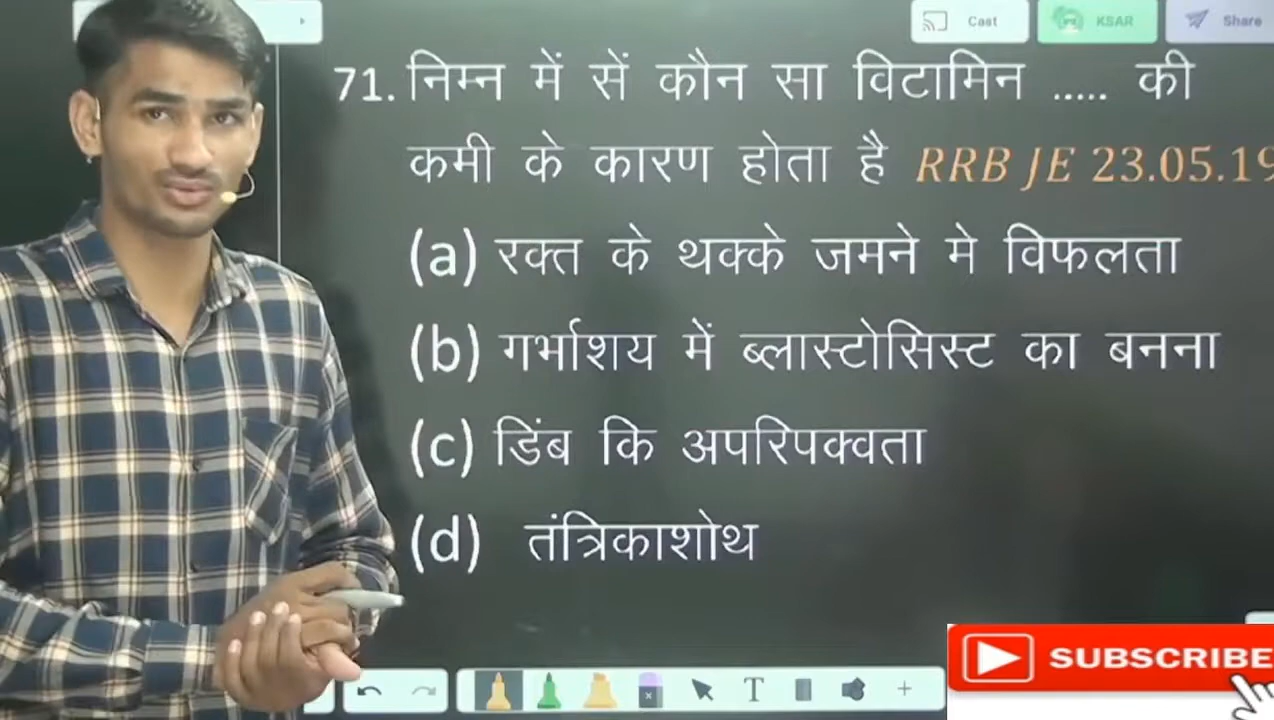 Cast
KSAR
Share
71. निम्न में सें कौन सा विटामिन ..... की
कमी के कारण होता है RRB JE 23.05.19
(a) रक्त के थक्के जमने मे विफलता
(b) गर्भाशय में ब्लास्टोसिस्ट का बनना
(c) डिंब कि अपरिपक्वता
(d) तंत्रिकाशोथ
T
SUBSCRIBE